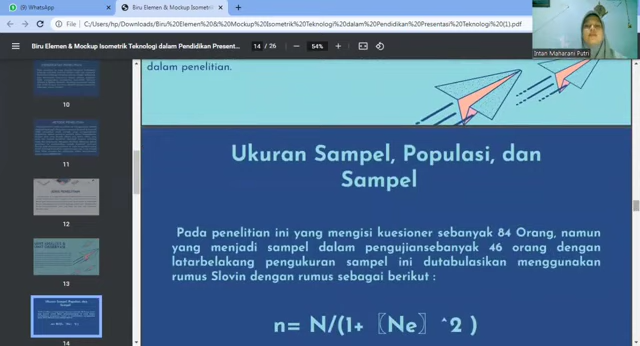 (9) WhatsApp
Biru Elemen & Mockup Isometri
File
C:/Users/hp/Downloads/Biru%20Elemen%20&%20Mockup%20Isometrik%20Teknologi%20dalam%20Pendidikan%20Presentasi%20Teknologi%20(1).pdf
Biru Elemen & Mockup Isometrik Teknologi dalam Pendidikan Present...
14 / 26
54%
Intan Maharani Putri
10
11
12
13
14
dalam penelitian.
Ukuran Sampel, Populasi, dan
Sampel
Pada penelitian ini yang mengisi kuesioner sebanyak 84 Orang, namun
yang menjadi sampel dalam pengujiansebanyak 46 orang dengan
latarbelakang pengukuran sampel ini dutabulasikan menggunakan
rumus Slovin dengan rumus sebagai berikut :
n= N/(1+ 〖Ne〗 ^2 )